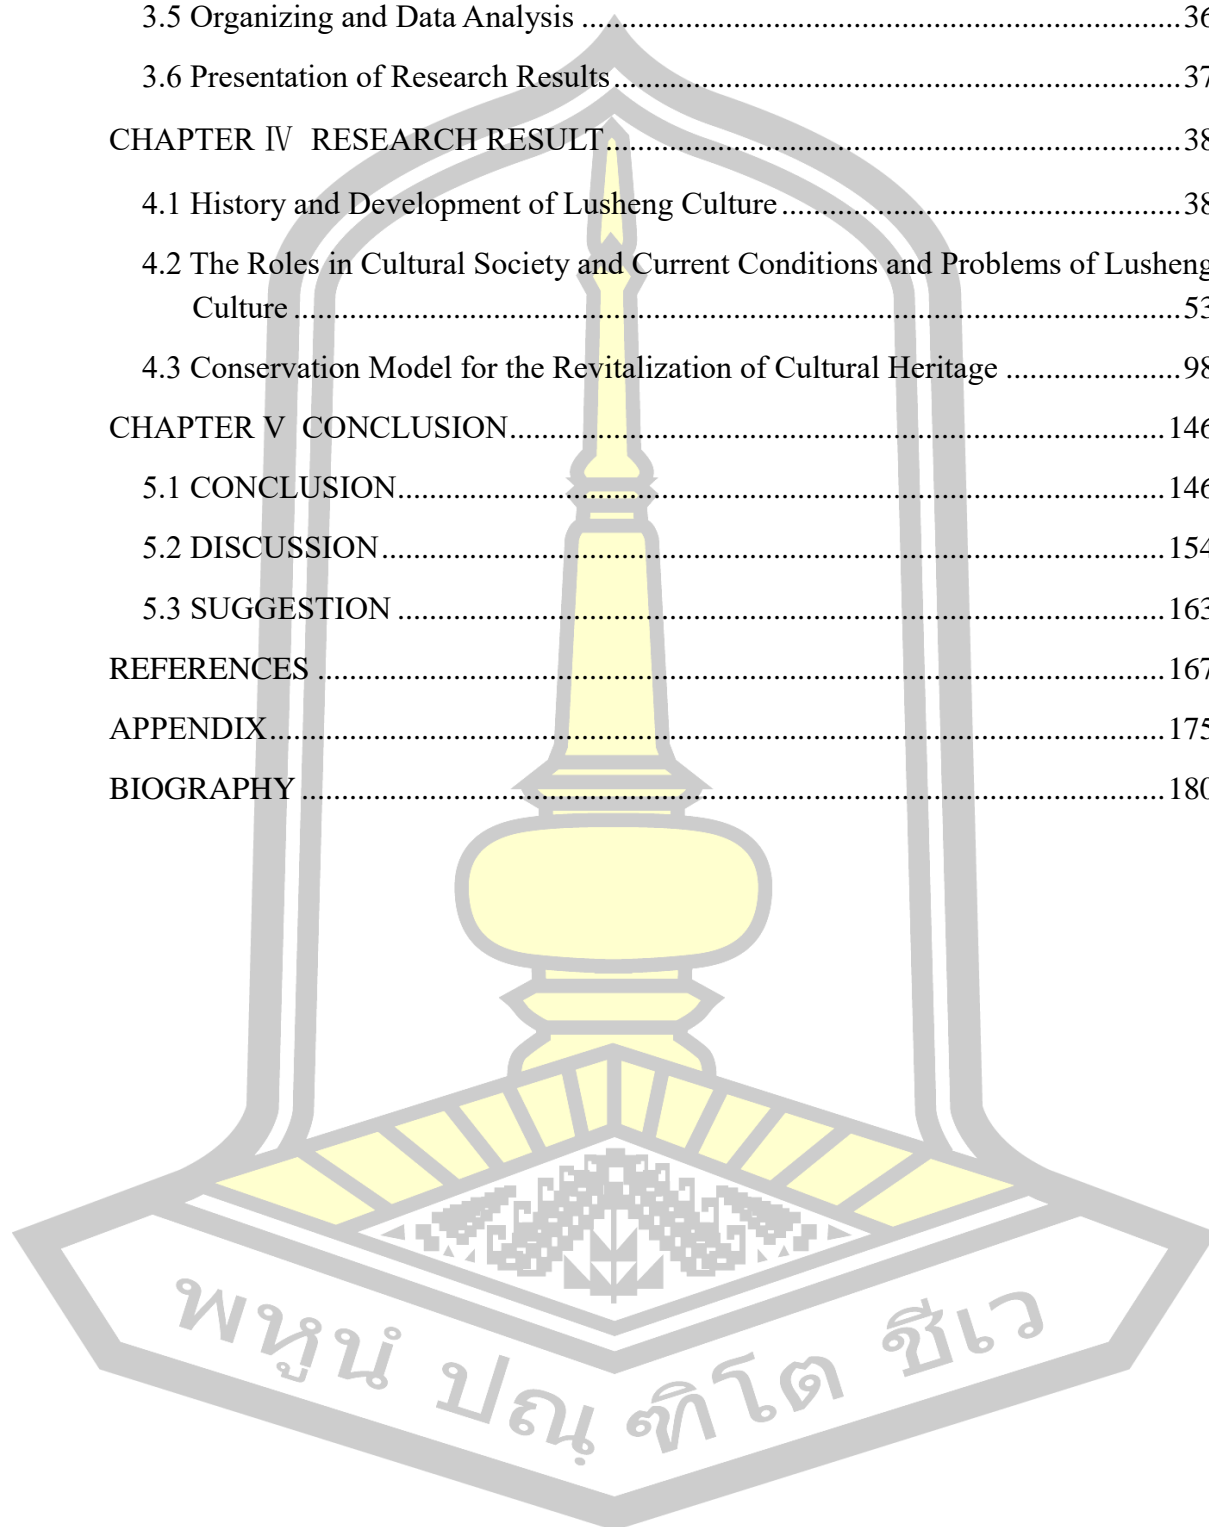 3.5 Organizing and Data Analysis ........................................................................ 36
3.6 Presentation of Research Results .................................................................... 37
CHAPTER Ⅳ RESEARCH RESULT .................................................................... 38
4.1 History and Development of Lusheng Culture ................................................ 38
4.2 The Roles in Cultural Society and Current Conditions and Problems of Lusheng
Culture ........................................................................................................... 53
4.3 Conservation Model for the Revitalization of Cultural Heritage ..................... 98
CHAPTER V CONCLUSION ............................................................................... 146
5.1 CONCLUSION ............................................................................................. 146
5.2 DISCUSSION ............................................................................................... 154
5.3 SUGGESTION ............................................................................................. 163
REFERENCES ..................................................................................................... 167
APPENDIX ........................................................................................................... 175
BIOGRAPHY ....................................................................................................... 180
พหูนํ ปณฺฑิโต ชีเว